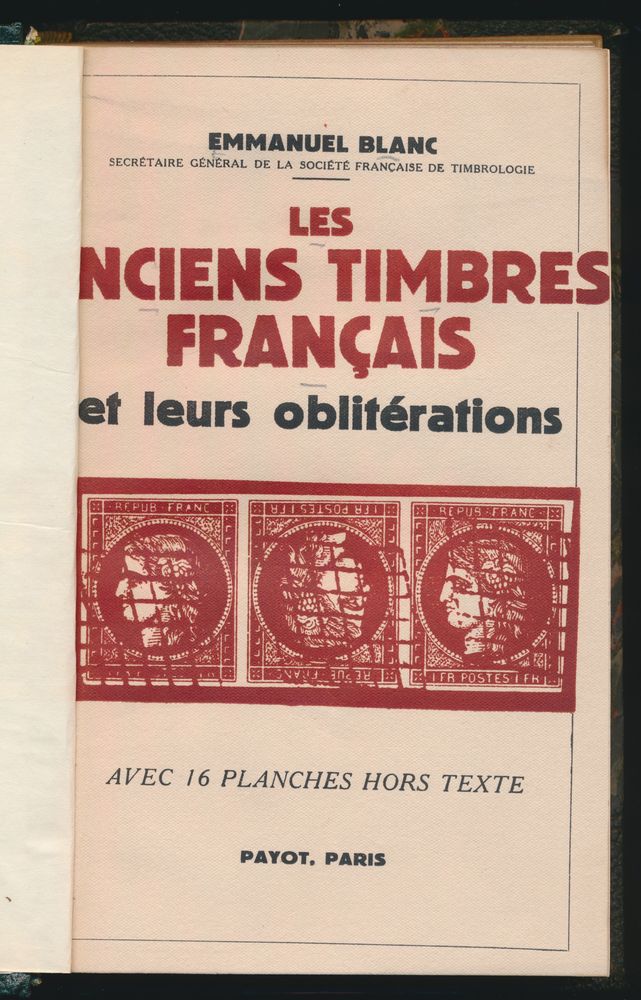 EMMANUEL BLANC
SECRÉTAIRE GÉNÉRAL DE LA SOCIÉTÉ FRANÇAISE DE TIMBROLOGIE
LES
NCIENS TIMBRES
FRANÇAIS
et leurs oblitérations
REPUB · FRANC
1 FR POSTES 1 FR
REPUB · FRANC
REPUB · FRANC
1 FR POSTES 1 FR
AVEC 16 PLANCHES HORS TEXTE
PAYOT, PARIS